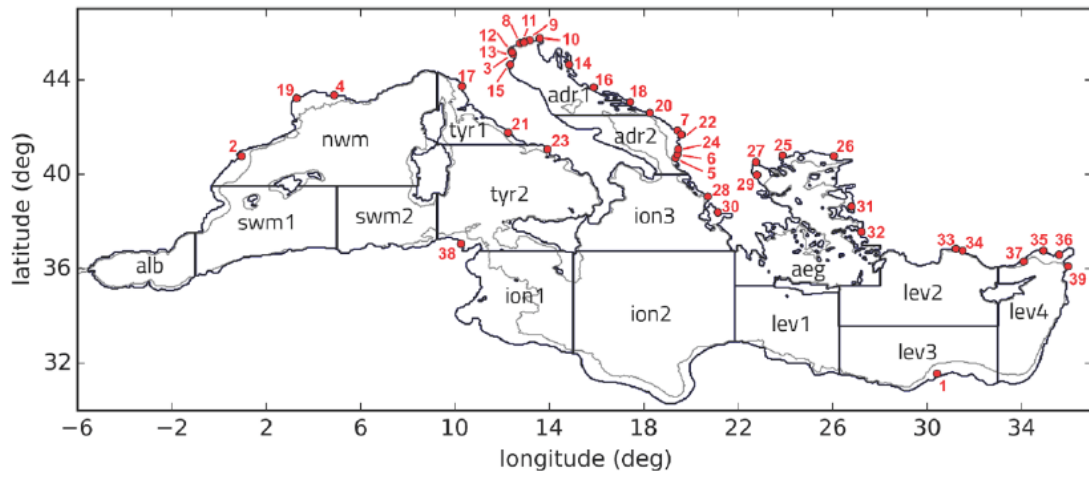 8 11 9
12 10
13
3
15
14
16
18
20
7
22
24
6
5
44
19 4
17
adr1
nwm
tyr1
21
adr2
23
2
27 25 26
29
40
latitude (deg)
swm1
swm2
tyr2
ion3
28
30
31
32
38
33 34
35 36
37
39
36
alb
ion1
ion2
aeg
lev1
lev2
lev4
lev3
1
32
−6 −2 2 6 10 14 18 22 26 30 34
longitude (deg)